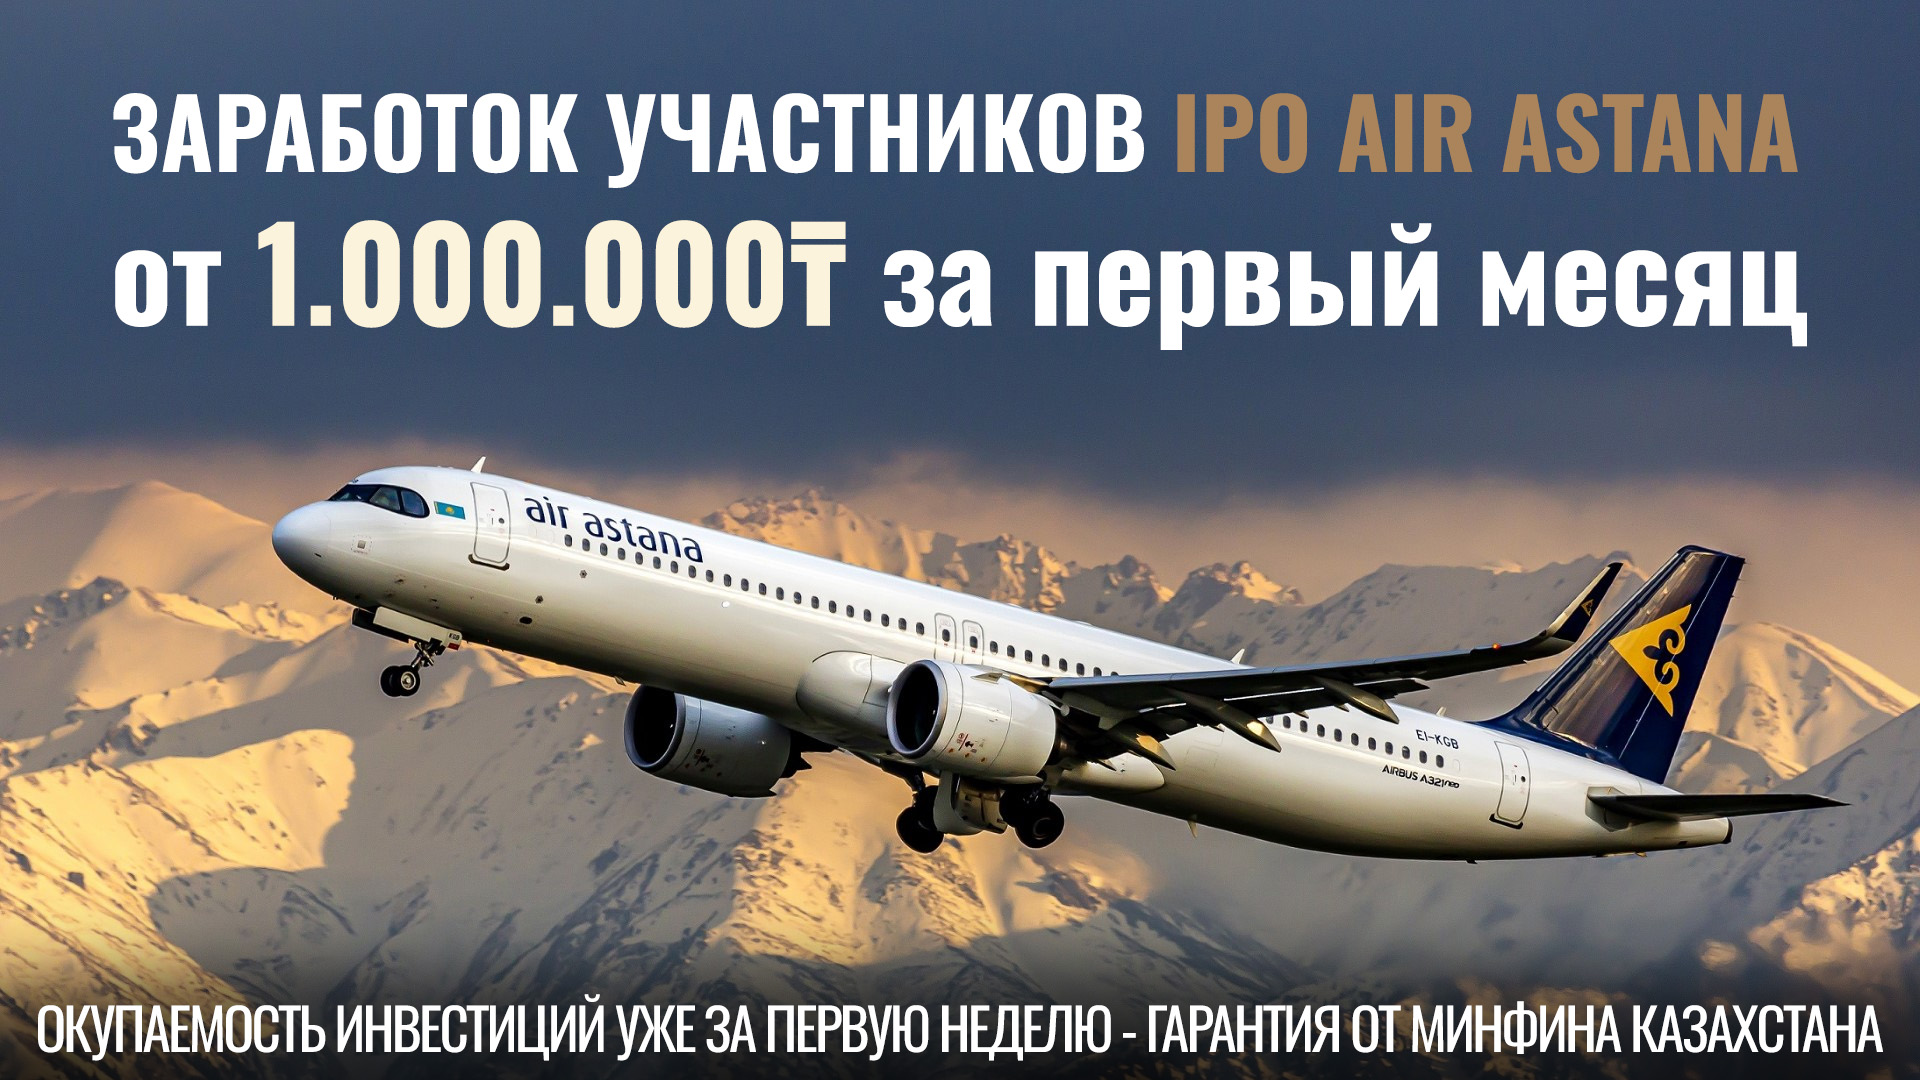 ЗАРАБОТОК УЧАСТНИКОВ IPO AIR ASTANA
от 1.000.000₸ за первый месяц
air astana
EI-KGB
AIRBUS A321neo
ОКУПАЕМОСТЬ ИНВЕСТИЦИЙ УЖЕ ЗА ПЕРВУЮ НЕДЕЛЮ - ГАРАНТИЯ ОТ МИНФИНА КАЗАХСТАНА